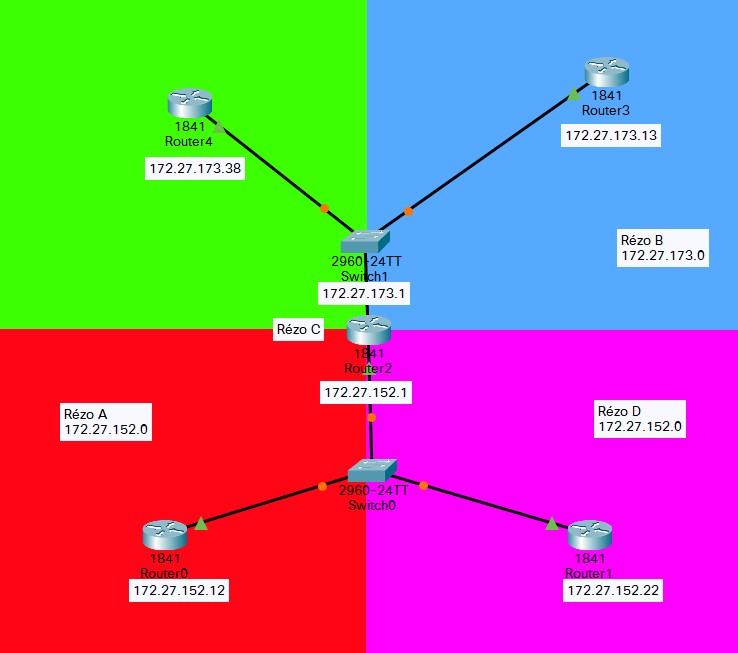 1841
Router3
172.27.173.13
1841
Router4
172.27.173.38
Rézo B
172.27.173.0
2960-24TT
Switch1
172.27.173.1
Rézo C
1841
Router2
172.27.152.1
Rézo A
172.27.152.0
Rézo D
172.27.152.0
2960-24TT
Switch0
1841
Router0
172.27.152.12
1841
Router1
172.27.152.22